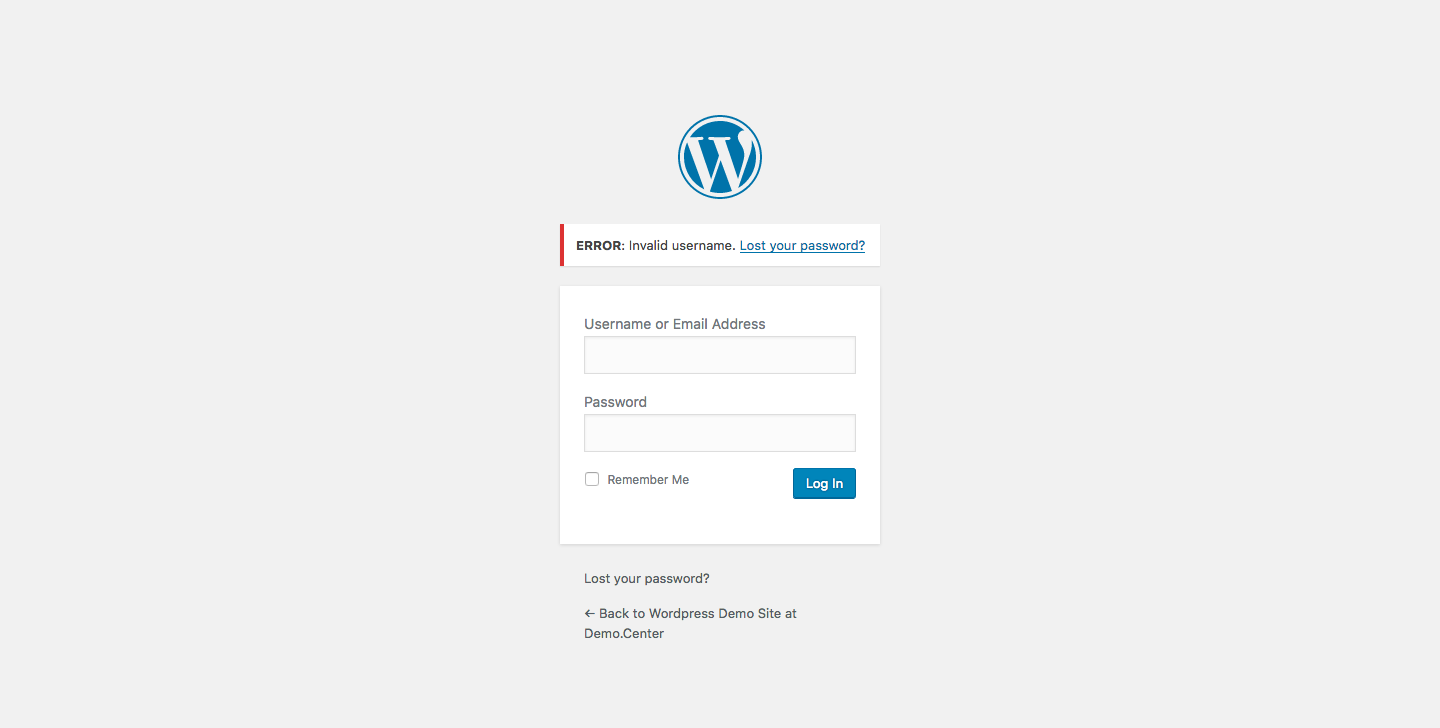 ERROR: Invalid username. Lost your password?
Username or Email Address
Password
Remember Me
Log In
Lost your password?
← Back to Wordpress Demo Site at
Demo.Center